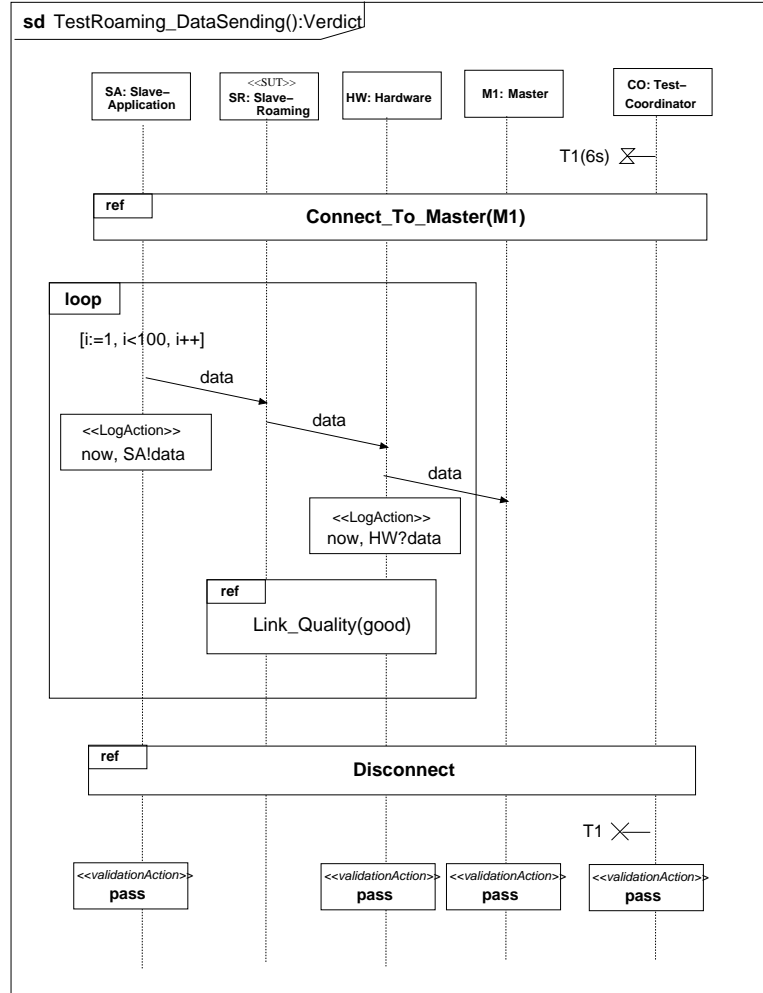 sd TestRoaming_DataSending():Verdict
SA: Slave–
Application
<<SUT>>
SR: Slave–
Roaming
HW: Hardware
M1: Master
CO: Test–
Coordinator
T1(6s)
ref
Connect_To_Master(M1)
loop
[i:=1, i<100, i++]
data
data
<<LogAction>>
now, SA!data
data
<<LogAction>>
now, HW?data
ref
Link_Quality(good)
ref
Disconnect
T1
<<validationAction>>
pass
<<validationAction>>
pass
<<validationAction>>
pass
<<validationAction>>
pass